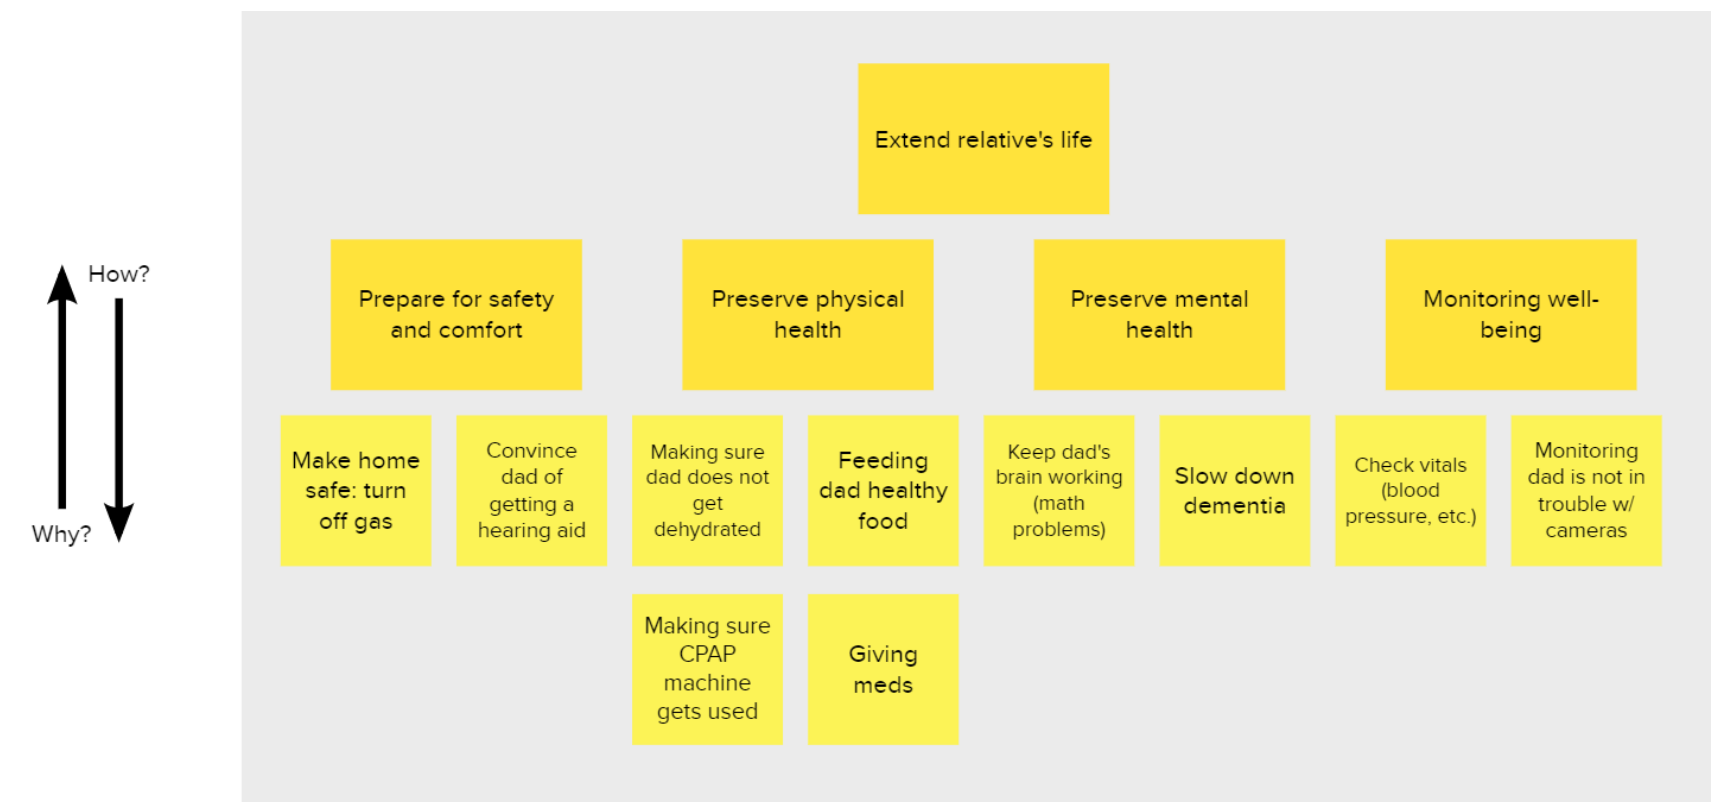 Extend relative's life
How?
Why?
Prepare for safety
and comfort
Preserve physical
health
Preserve mental
health
Monitoring well-
being
Make home
safe: turn
off gas
Convince
dad of
getting a
hearing aid
Making sure
dad does not
get
dehydrated
Feeding
dad healthy
food
Keep dad's
brain working
(math
problems)
Slow down
dementia
Check vitals
(blood
pressure, etc.)
Monitoring
dad is not in
trouble w/
cameras
Making sure
CPAP
machine
gets used
Giving
meds